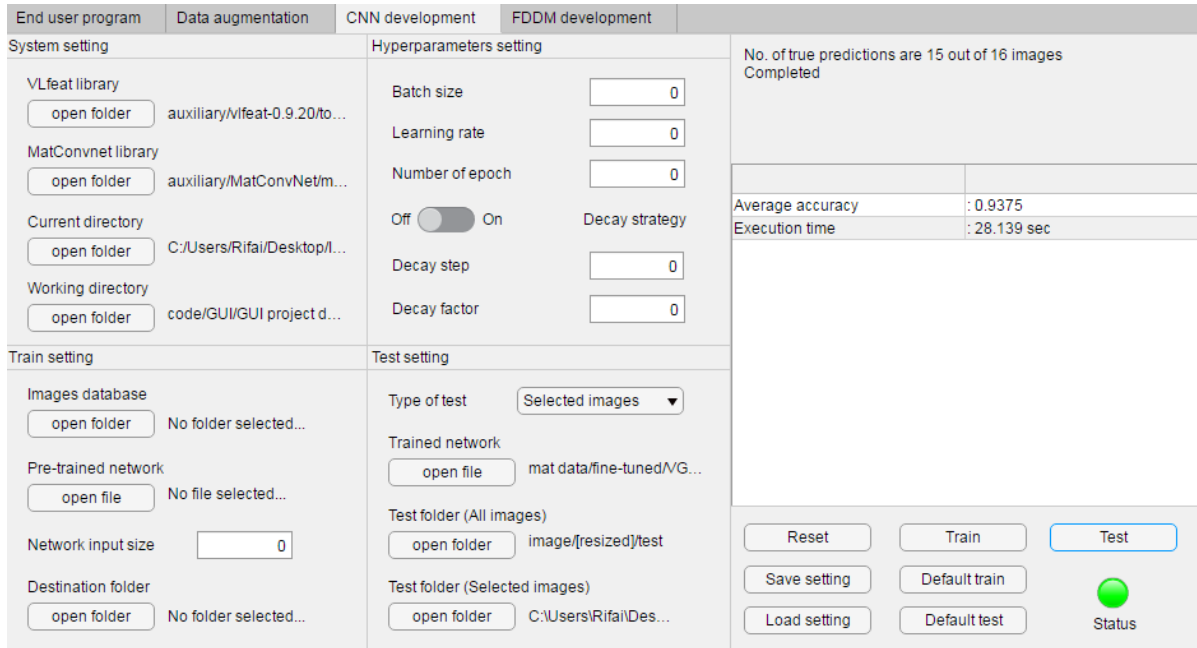 End user program
Data augmentation
CNN development
FDDM development
System setting
VLfeat library
open folder auxiliary/vlfeat-0.9.20/to...
MatConvnet library
open folder auxiliary/MatConvNet/m...
Current directory
open folder C:/Users/Rifai/Desktop/I...
Working directory
open folder code/GUI/GUI project d...
Hyperparameters setting
Batch size 0
Learning rate 0
Number of epoch 0
Off On Decay strategy
Decay step 0
Decay factor 0
Train setting
Images database
open folder No folder selected...
Pre-trained network
open file No file selected...
Network input size 0
Destination folder
open folder No folder selected...
Test setting
Type of test Selected images
Trained network
open file mat data/fine-tuned/VG...
Test folder (All images)
open folder image/[resized]/test
Test folder (Selected images)
open folder C:\Users\Rifai\Des...
No. of true predictions are 15 out of 16 images
Completed
Average accuracy : 0.9375
Execution time : 28.139 sec
Reset Train Test
Save setting Default train
Load setting Default test Status